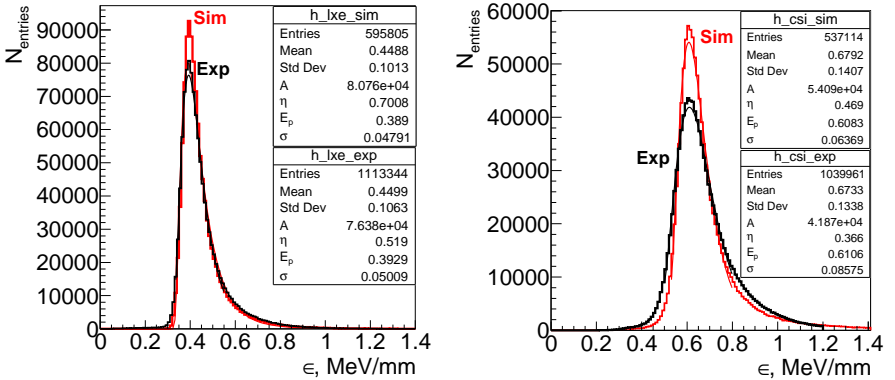 N_entries
90000
80000
70000
60000
50000
40000
30000
20000
10000
0
0 0.2 0.4 0.6 0.8 1 1.2 1.4
ϵ, MeV/mm
Sim
Exp
h_lxe_sim
Entries 595805
Mean 0.4488
Std Dev 0.1013
A 8.076e+04
η 0.7008
E_p 0.389
σ 0.04791
h_lxe_exp
Entries 1113344
Mean 0.4499
Std Dev 0.1063
A 7.638e+04
η 0.519
E_p 0.3929
σ 0.05009
N_entries
60000
50000
40000
30000
20000
10000
0
0 0.2 0.4 0.6 0.8 1 1.2 1.4
ϵ, MeV/mm
Sim
Exp
h_csi_sim
Entries 537114
Mean 0.6792
Std Dev 0.1407
A 5.409e+04
η 0.469
E_p 0.6083
σ 0.06369
h_csi_exp
Entries 1039961
Mean 0.6733
Std Dev 0.1338
A 4.187e+04
η 0.366
E_p 0.6106
σ 0.08575